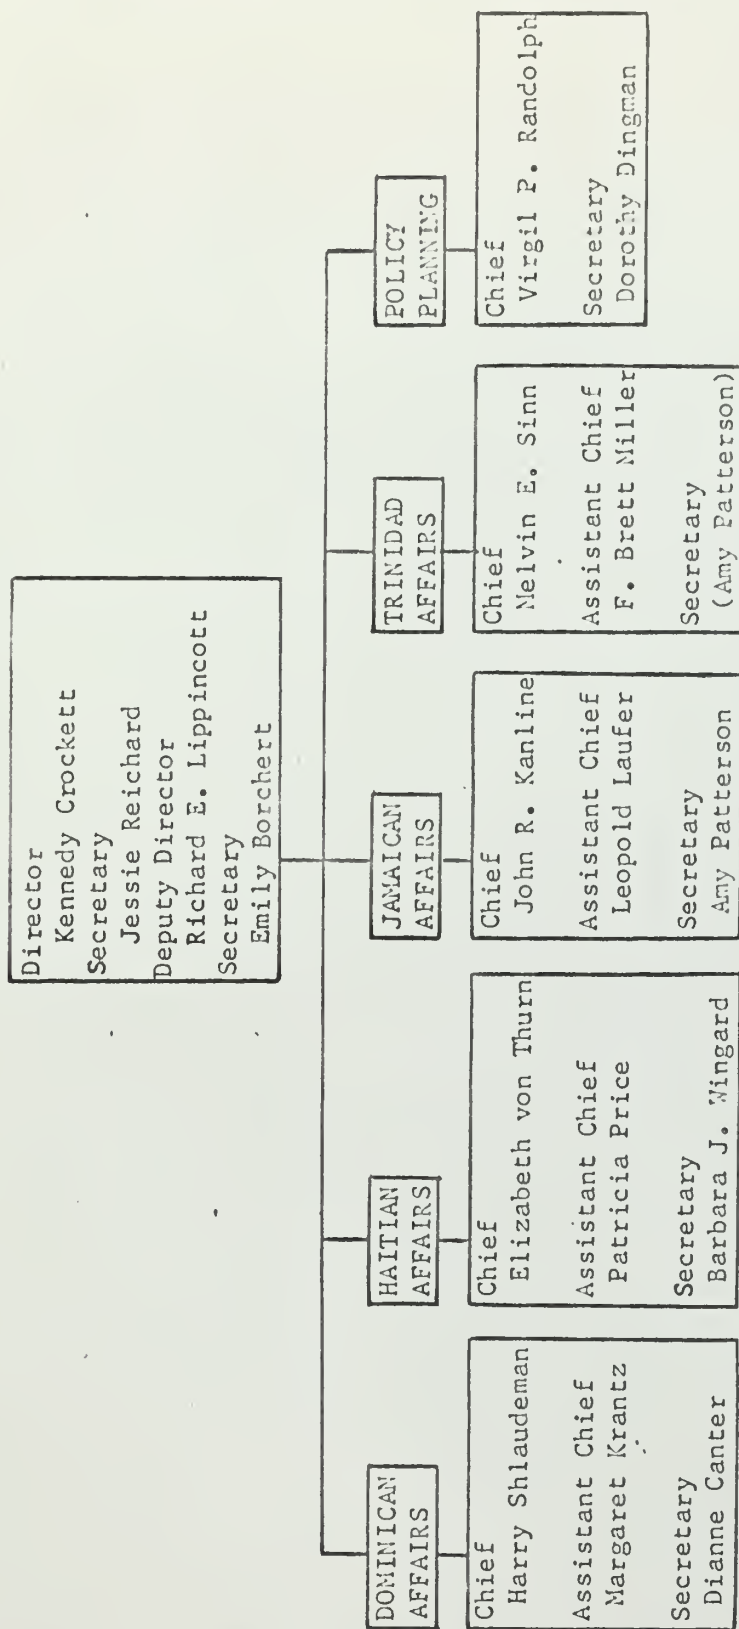 Director
Kennedy Crockett
Secretary
Jessie Reichard
Deputy Director
Richard E. Lippincott
Secretary
Emily Borchert
DOMINICAN
AFFAIRS
Chief
Harry Shlaudeman
Assistant Chief
Margaret Krantz
Secretary
Dianne Canter
HAITIAN
AFFAIRS
Chief
Elizabeth von Thurn
Assistant Chief
Patricia Price
Secretary
Barbara J. Wingard
JAMAICAN
AFFAIRS
Chief
John R. Kanline
Assistant Chief
Leopold Laufer
Secretary
Amy Patterson
TRINIDAD
AFFAIRS
Chief
Melvin E. Sinn
Assistant Chief
F. Brett Miller
Secretary
(Amy Patterson)
POLICY
PLANNING
Chief
Virgil P. Randolph
Secretary
Dorothy Dingman